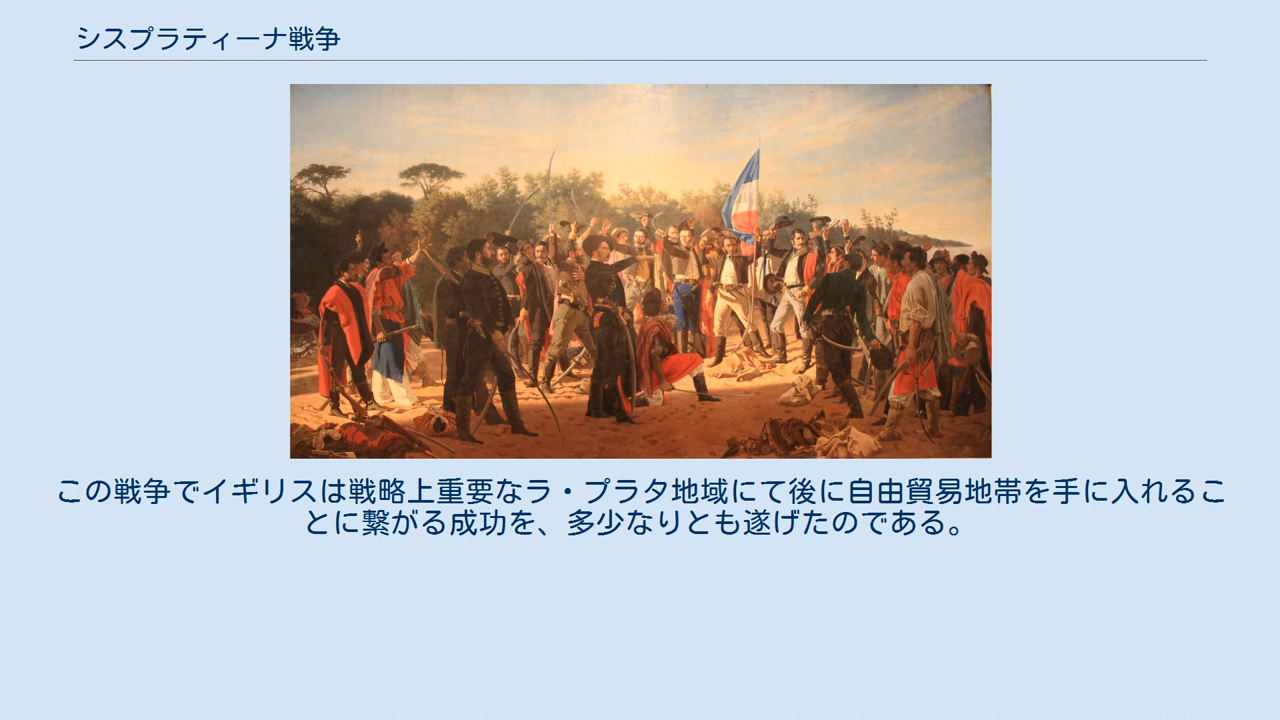 シスプラティーナ戦争
この戦争でイギリスは戦略上重要なラ・プラタ地域にて後に自由貿易地帯を手に入れるこ
とに繋がる成功を、多少なりとも遂げたのである。